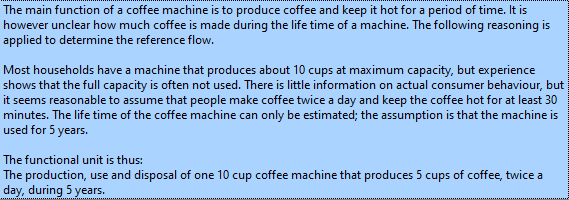 The main function of a coffee machine is to produce coffee and keep it hot for a period of time. It is
however unclear how much coffee is made during the life time of a machine. The following reasoning is
applied to determine the reference flow.
Most households have a machine that produces about 10 cups at maximum capacity, but experience
shows that the full capacity is often not used. There is little information on actual consumer behaviour, but
it seems reasonable to assume that people make coffee twice a day and keep the coffee hot for at least 30
minutes. The life time of the coffee machine can only be estimated; the assumption is that the machine is
used for 5 years.
The functional unit is thus:
The production, use and disposal of one 10 cup coffee machine that produces 5 cups of coffee, twice a
day, during 5 years.